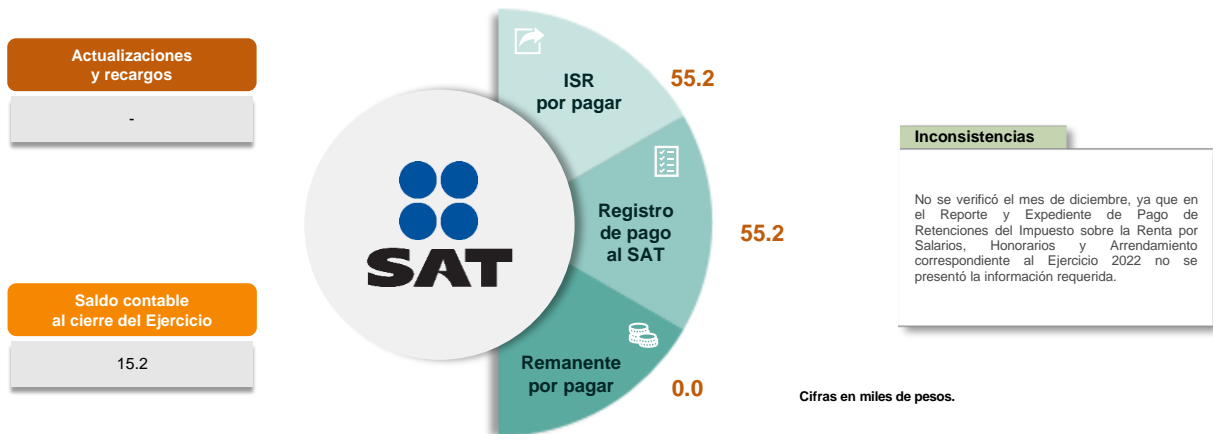 Actualizaciones
y recargos
-
Saldo contable
al cierre del Ejercicio
15.2
SAT
ISR
por pagar
55.2
Registro
de pago
al SAT
55.2
Remanente
por pagar
0.0
Inconsistencias
No se verificó el mes de diciembre, ya que en
el Reporte y Expediente de Pago de
Retenciones del Impuesto sobre la Renta por
Salarios, Honorarios y Arrendamiento
correspondiente al Ejercicio 2022 no se
presentó la información requerida.
Cifras en miles de pesos.